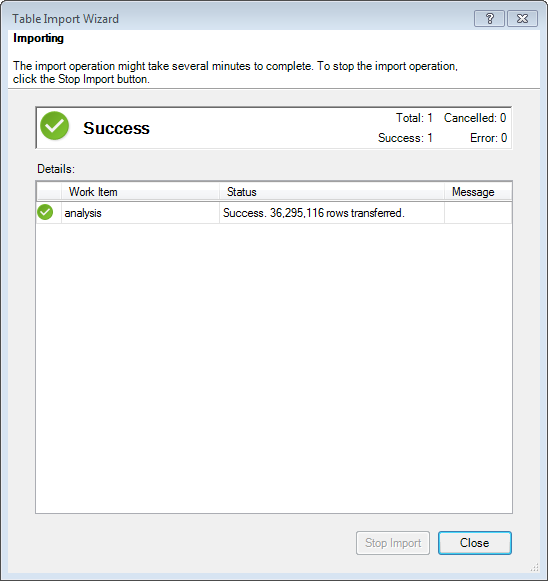 Table Import Wizard
Importing
The import operation might take several minutes to complete. To stop the import operation,
click the Stop Import button.
Success
Total: 1 Cancelled: 0
Success: 1 Error: 0
Details:
Work Item Status Message
analysis Success. 36,295,116 rows transferred.
Stop Import Close